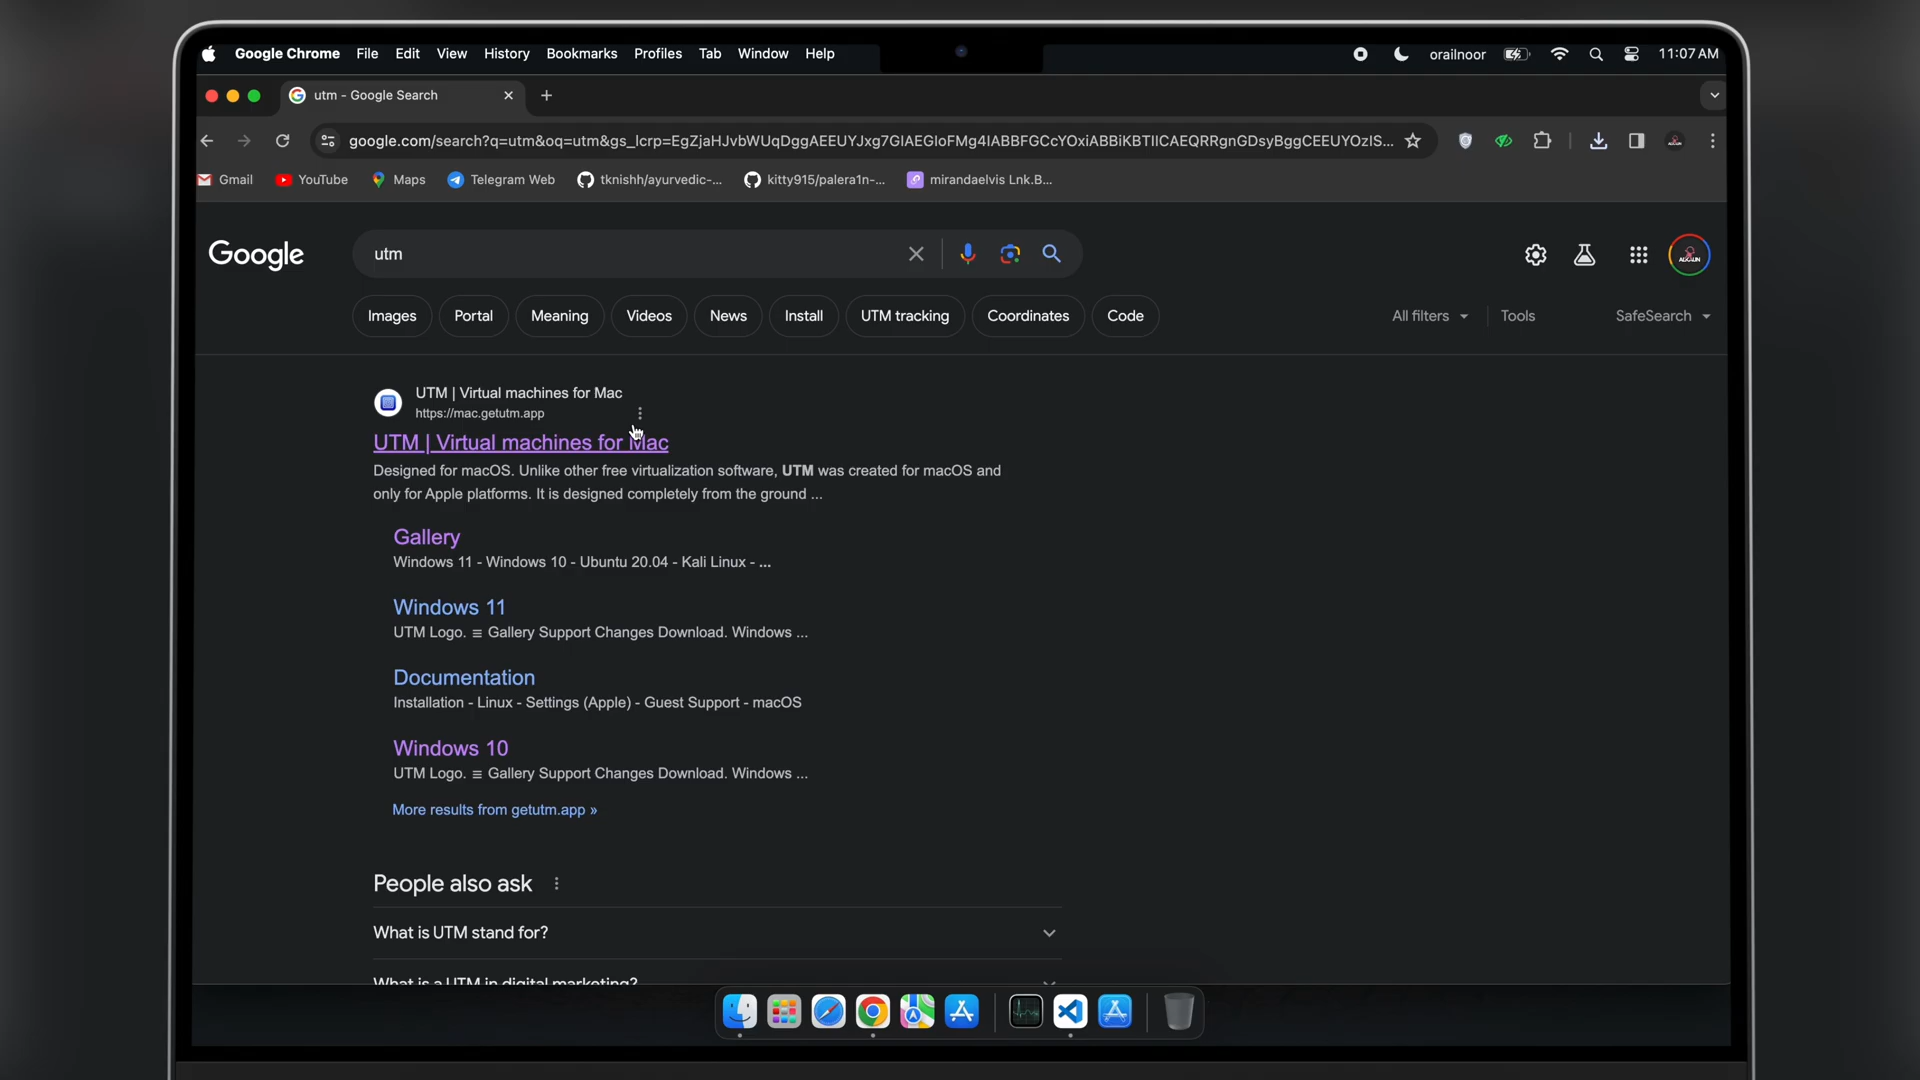 Google Chrome File Edit View History Bookmarks Profiles Tab Window Help orailnoor 11:07 AM
utm - Google Search
google.com/search?q=utm&oq=utm&gs_lcrp=EgZjaHJvbWUqDggAEEUYJxg7GIAEGIoFMg4IABBFGCcYOxiABBiKBTIICAEQRRgnGDsyBggCEEUYOzIS...
Gmail YouTube Maps Telegram Web tknishh/ayurvedic-... kitty915/palera1n-... mirandaelvis Lnk.B...
Google utm
Images Portal Meaning Videos News Install UTM tracking Coordinates Code All filters Tools SafeSearch
UTM | Virtual machines for Mac
https://mac.getutm.app
UTM | Virtual machines for Mac
Designed for macOS. Unlike other free virtualization software, UTM was created for macOS and
only for Apple platforms. It is designed completely from the ground ...
Gallery
Windows 11 - Windows 10 - Ubuntu 20.04 - Kali Linux - ...
Windows 11
UTM Logo. ≡ Gallery Support Changes Download. Windows ...
Documentation
Installation - Linux - Settings (Apple) - Guest Support - macOS
Windows 10
UTM Logo. ≡ Gallery Support Changes Download. Windows ...
More results from getutm.app »
People also ask
What is UTM stand for?
What is a UTM in digital marketing?